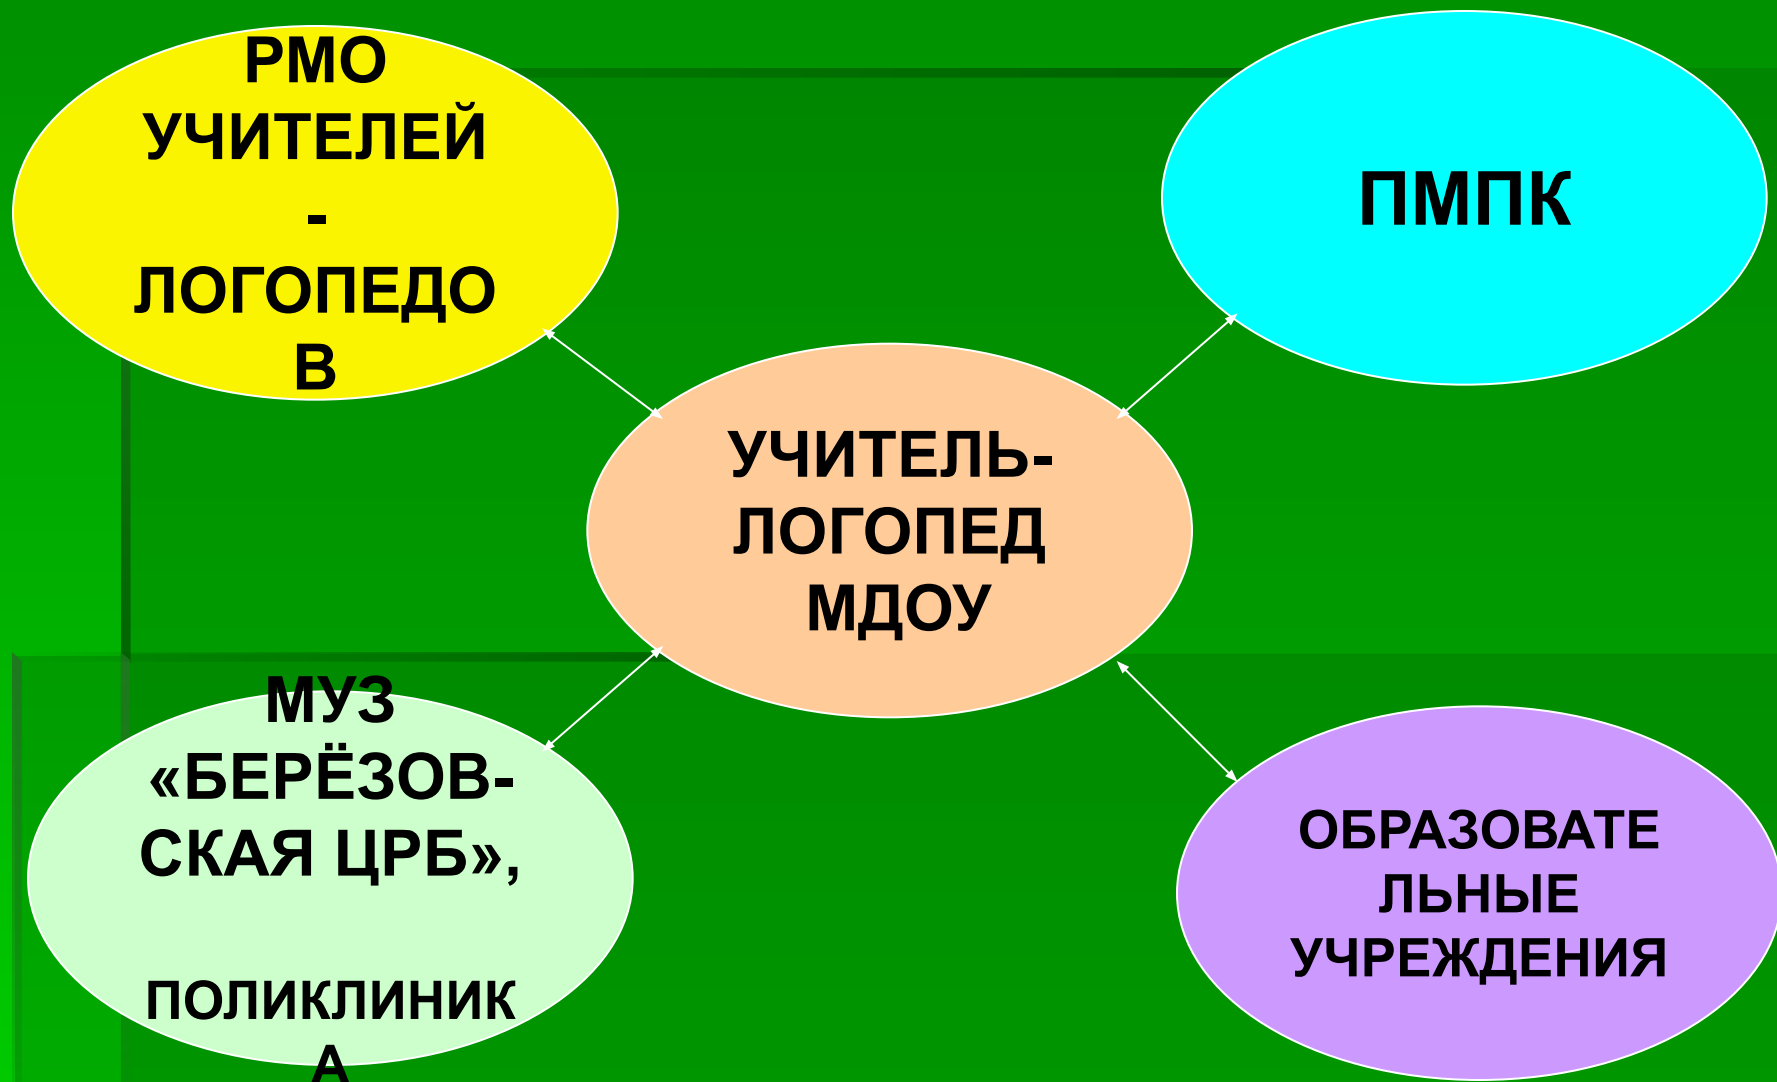 РМО
УЧИТЕЛЕЙ
-
ЛОГОПЕДО
В
ПМПК
УЧИТЕЛЬ-
ЛОГОПЕД
МДОУ
МУЗ
«БЕРЁЗОВ-
СКАЯ ЦРБ»,
ПОЛИКЛИНИК
А
ОБРАЗОВАТЕ
ЛЬНЫЕ
УЧРЕЖДЕНИЯ